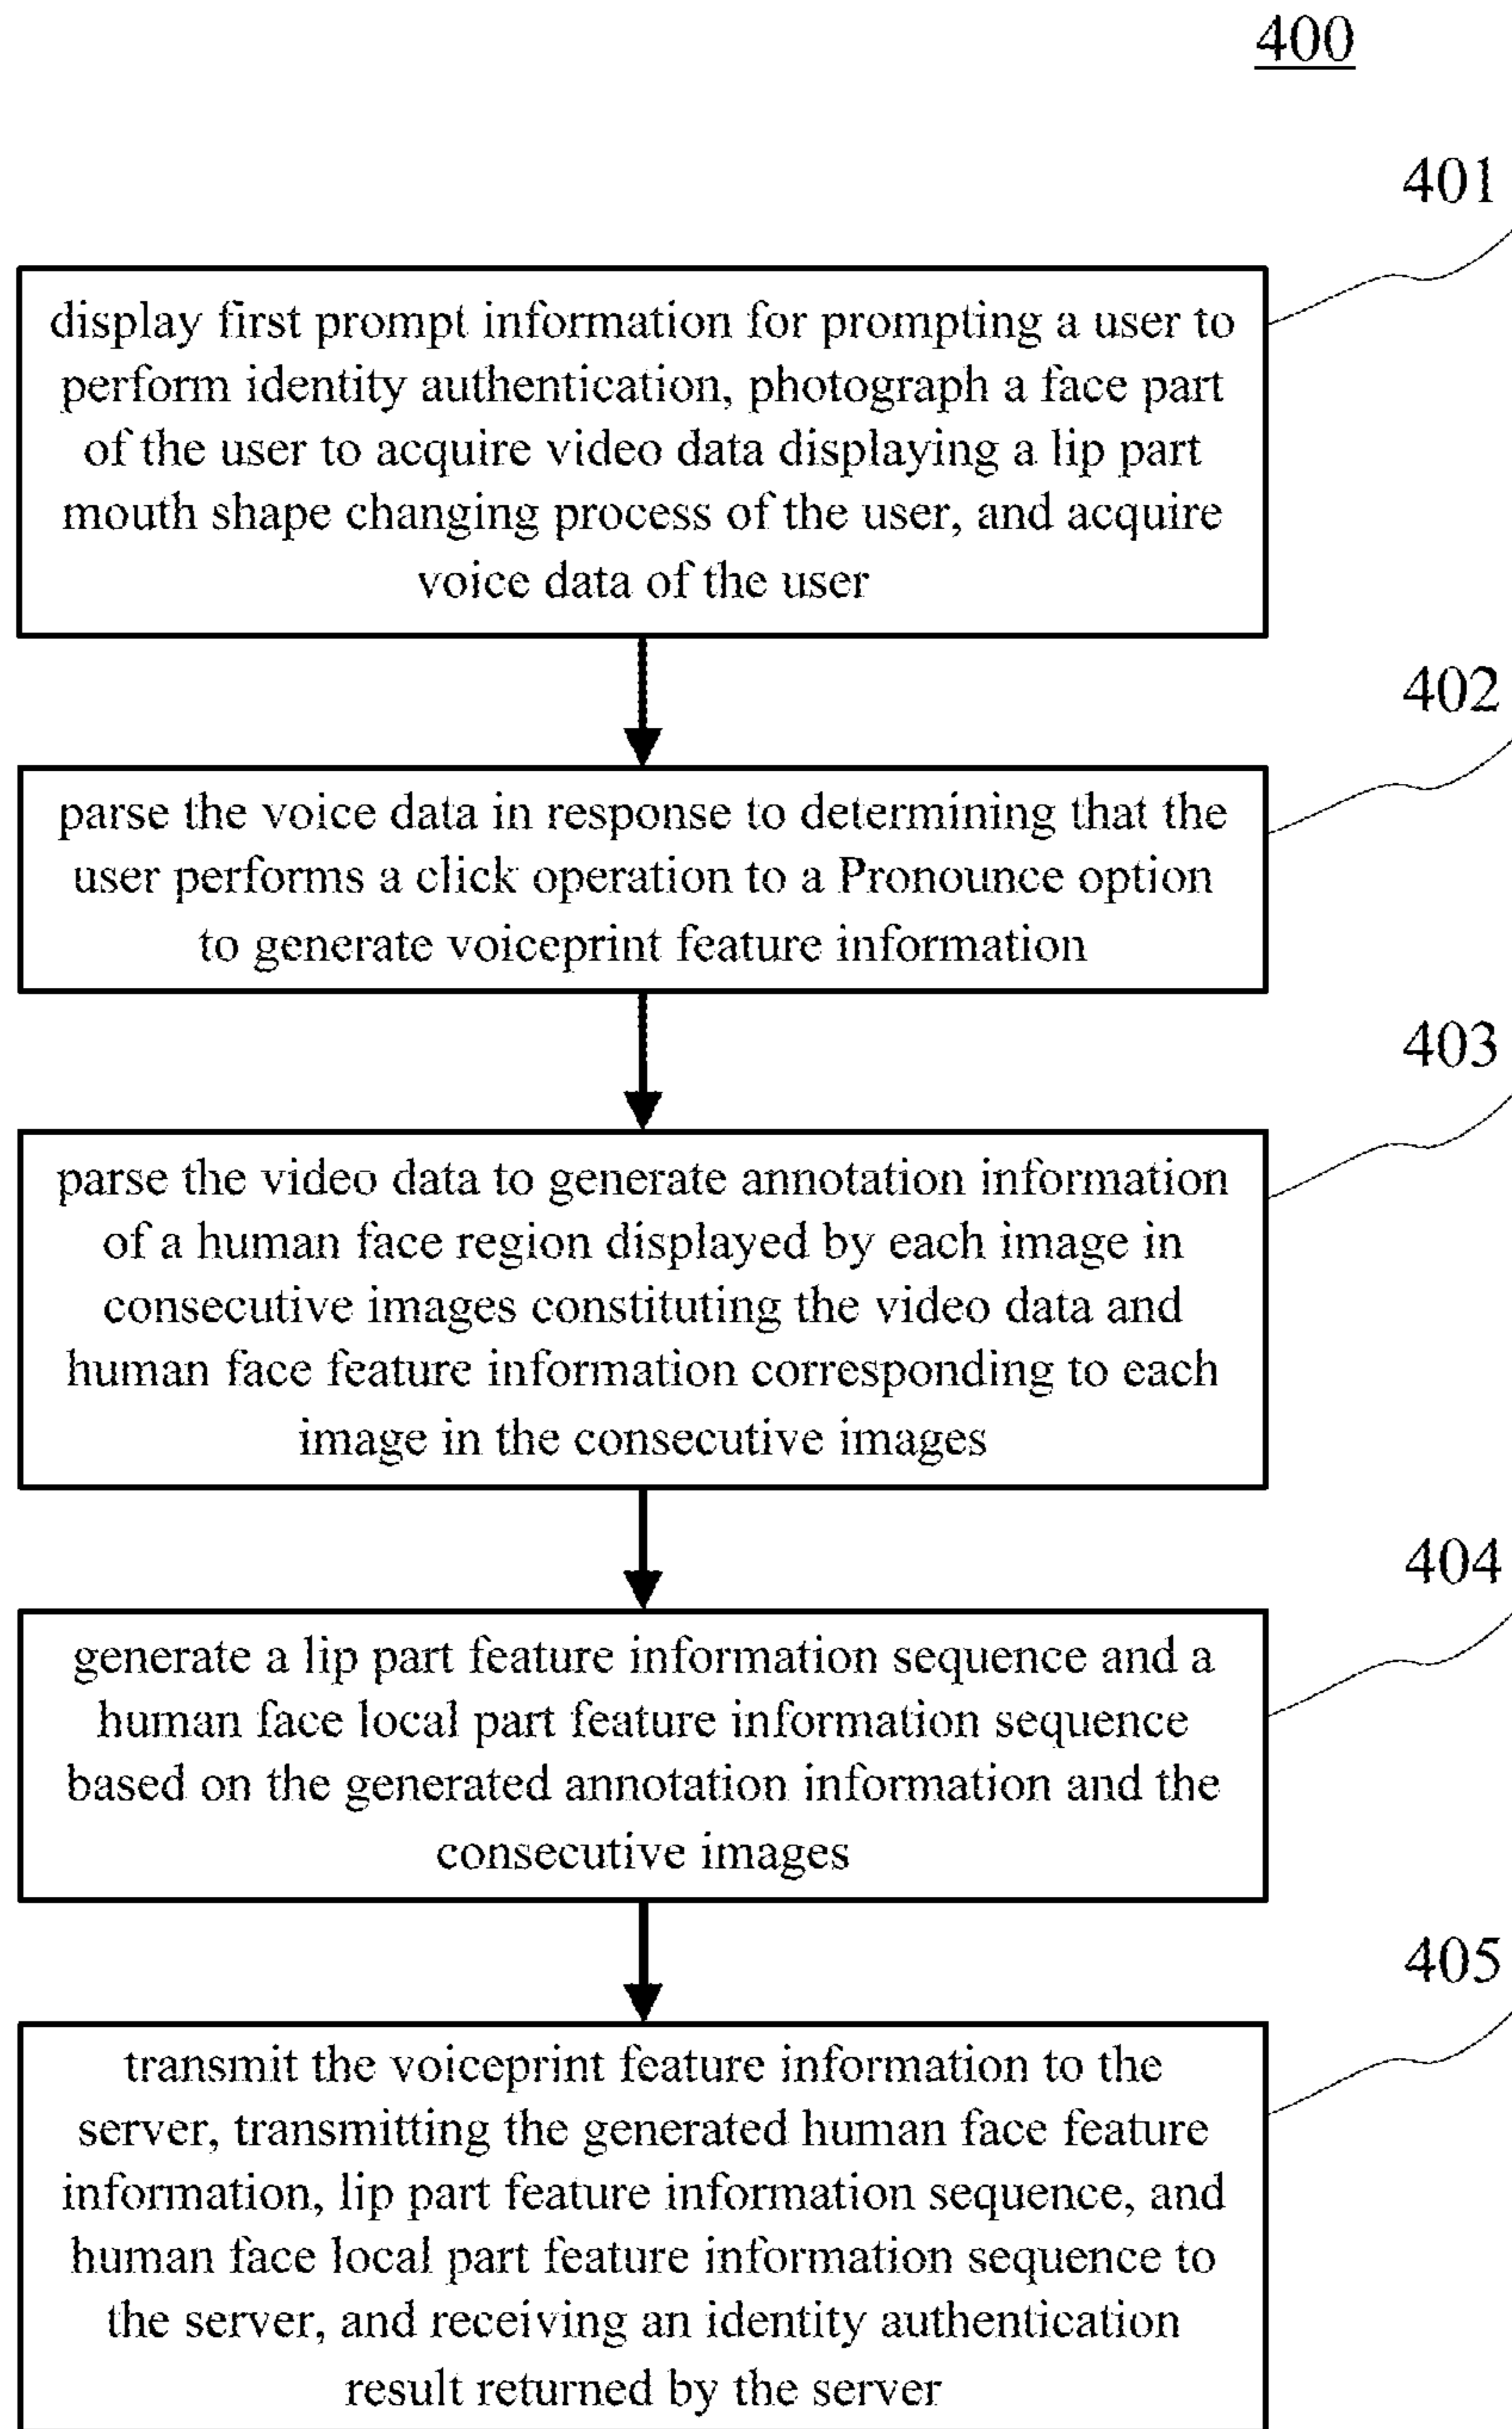 400
401
display first prompt information for prompting a user to
perform identity authentication, photograph a face part
of the user to acquire video data displaying a lip part
mouth shape changing process of the user, and acquire
voice data of the user
402
parse the voice data in response to determining that the
user performs a click operation to a Pronounce option
to generate voiceprint feature information
403
parse the video data to generate annotation information
of a human face region displayed by each image in
consecutive images constituting the video data and
human face feature information corresponding to each
image in the consecutive images
404
generate a lip part feature information sequence and a
human face local part feature information sequence
based on the generated annotation information and the
consecutive images
405
transmit the voiceprint feature information to the
server, transmitting the generated human face feature
information, lip part feature information sequence, and
human face local part feature information sequence to
the server, and receiving an identity authentication
result returned by the server